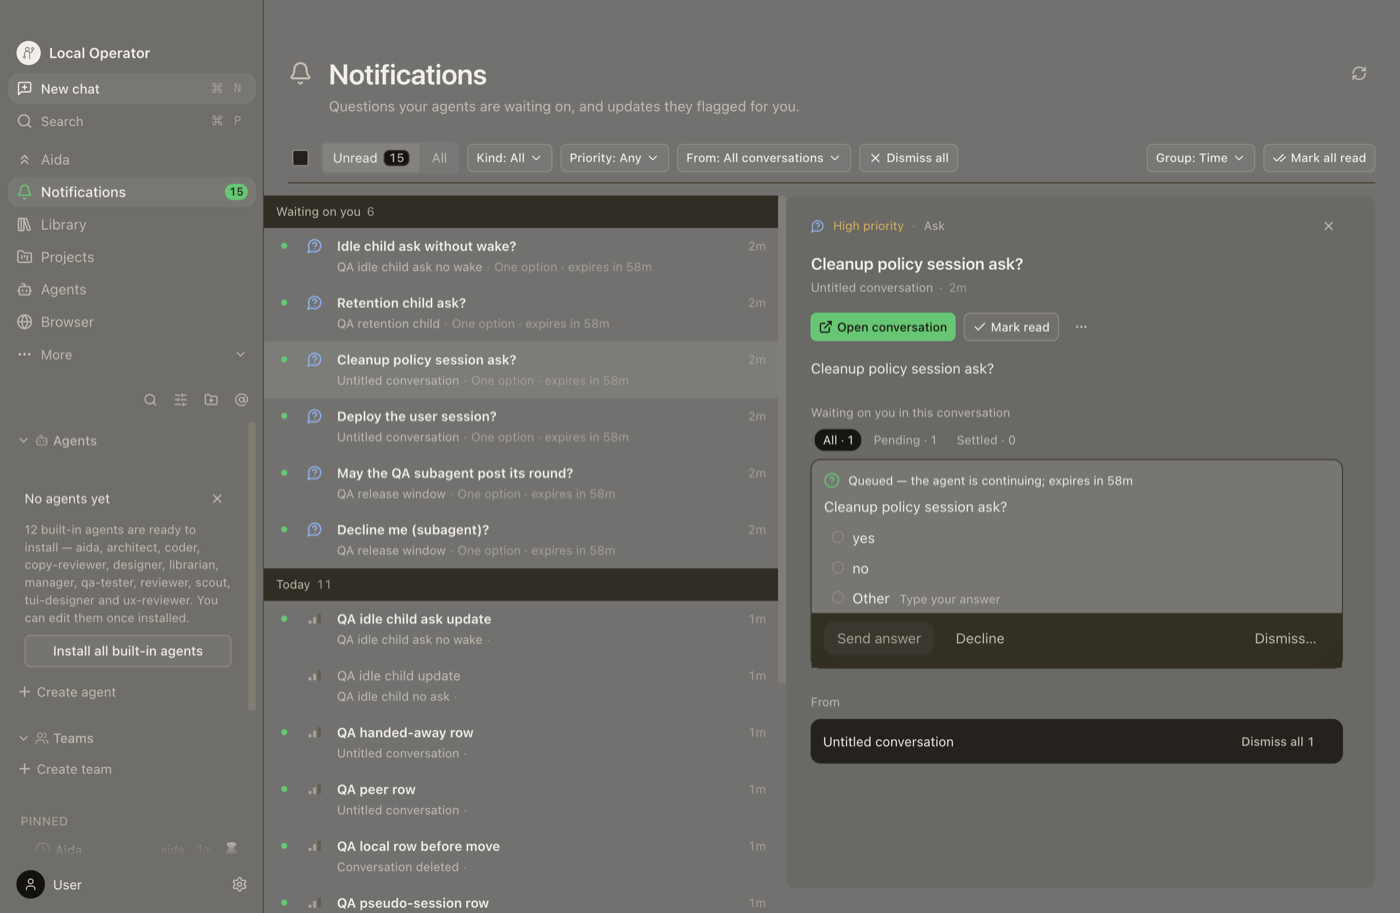 Local Operator
New chat ⌘ N
Search ⌘ P
Aida
Notifications 15
Library
Projects
Agents
Browser
More
Agents
No agents yet
12 built-in agents are ready to
install — aida, architect, coder,
copy-reviewer, designer, librarian,
manager, qa-tester, reviewer, scout,
tui-designer and ux-reviewer. You
can edit them once installed.
Install all built-in agents
Create agent
Teams
Create team
PINNED
Aida · aida 1m
User
Notifications
Questions your agents are waiting on, and updates they flagged for you.
Unread 15 All Kind: All Priority: Any From: All conversations Dismiss all Group: Time Mark all read
Waiting on you 6
Idle child ask without wake? 2m
QA idle child ask no wake · One option · expires in 58m
Retention child ask? 2m
QA retention child · One option · expires in 58m
Cleanup policy session ask? 2m
Untitled conversation · One option · expires in 58m
Deploy the user session? 2m
Untitled conversation · One option · expires in 58m
May the QA subagent post its round? 2m
QA release window · One option · expires in 58m
Decline me (subagent)? 2m
QA release window · One option · expires in 58m
Today 11
QA idle child ask update 1m
QA idle child ask no wake ·
QA idle child update 1m
QA idle child no ask ·
QA handed-away row 1m
Untitled conversation ·
QA peer row 1m
Untitled conversation ·
QA local row before move 1m
Conversation deleted ·
QA pseudo-session row 1m
High priority · Ask
Cleanup policy session ask?
Untitled conversation · 2m
Open conversation Mark read
Cleanup policy session ask?
Waiting on you in this conversation
All · 1 Pending · 1 Settled · 0
Queued — the agent is continuing; expires in 58m
Cleanup policy session ask?
yes
no
Other Type your answer
Send answer Decline Dismiss...
From
Untitled conversation Dismiss all 1